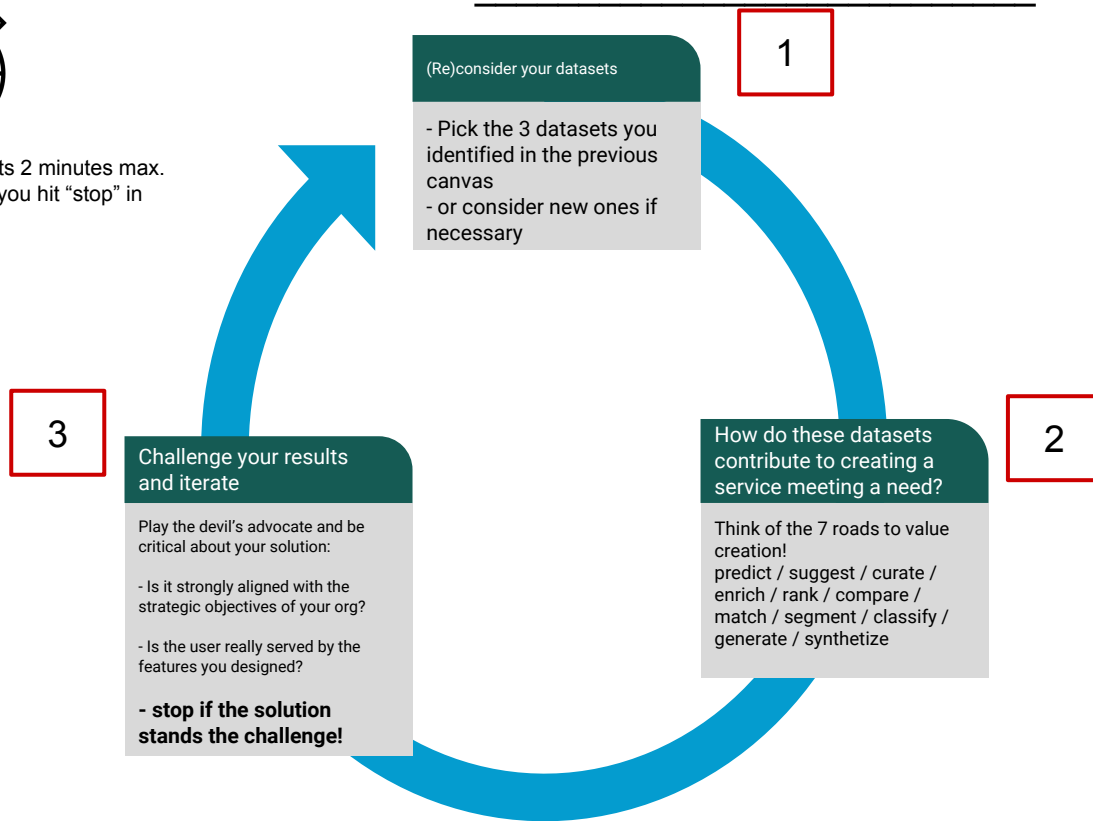 1
(Re)consider your datasets
- Pick the 3 datasets you
identified in the previous
canvas
- or consider new ones if
necessary
2 minutes max.
you hit “stop” in
2
How do these datasets
contribute to creating a
service meeting a need?
Think of the 7 roads to value
creation!
predict / suggest / curate /
enrich / rank / compare /
match / segment / classify /
generate / synthetize
3
Challenge your results
and iterate
Play the devil’s advocate and be
critical about your solution:
- Is it strongly aligned with the
strategic objectives of your org?
- Is the user really served by the
features you designed?
- stop if the solution
stands the challenge!